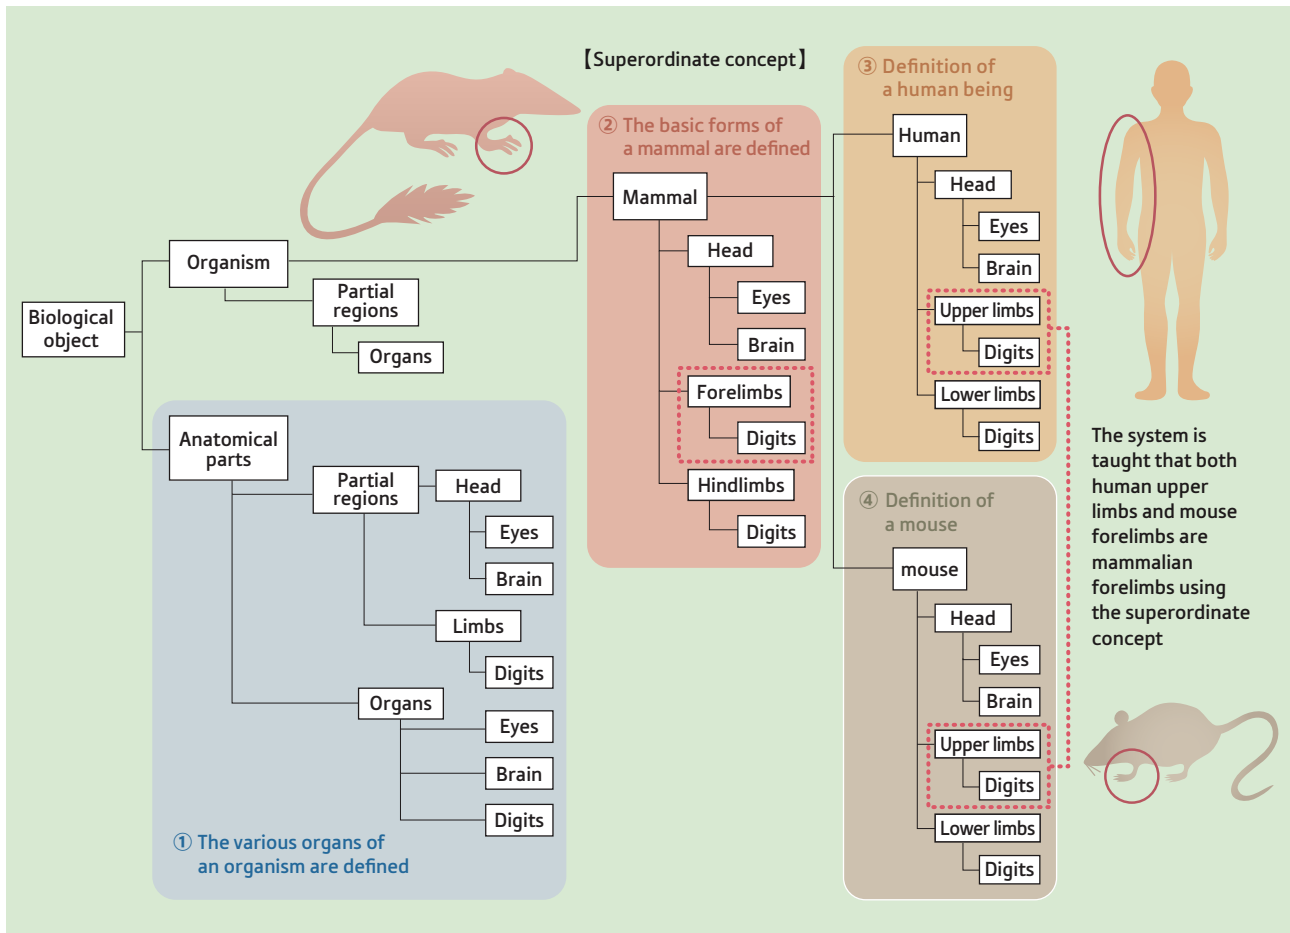 【Superordinate concept】
Biological
object
Organism
Partial
regions
Organs
Anatomical
parts
Partial
regions
Head
Eyes
Brain
Limbs
Digits
Organs
Eyes
Brain
Digits
① The various organs of
an organism are defined
② The basic forms of
a mammal are defined
Mammal
Head
Eyes
Brain
Forelimbs
Digits
Hindlimbs
Digits
③ Definition of
a human being
Human
Head
Eyes
Brain
Upper limbs
Digits
Lower limbs
Digits
④ Definition of
a mouse
mouse
Head
Eyes
Brain
Upper limbs
Digits
Lower limbs
Digits
The system is
taught that both
human upper
limbs and mouse
forelimbs are
mammalian
forelimbs using
the superordinate
concept